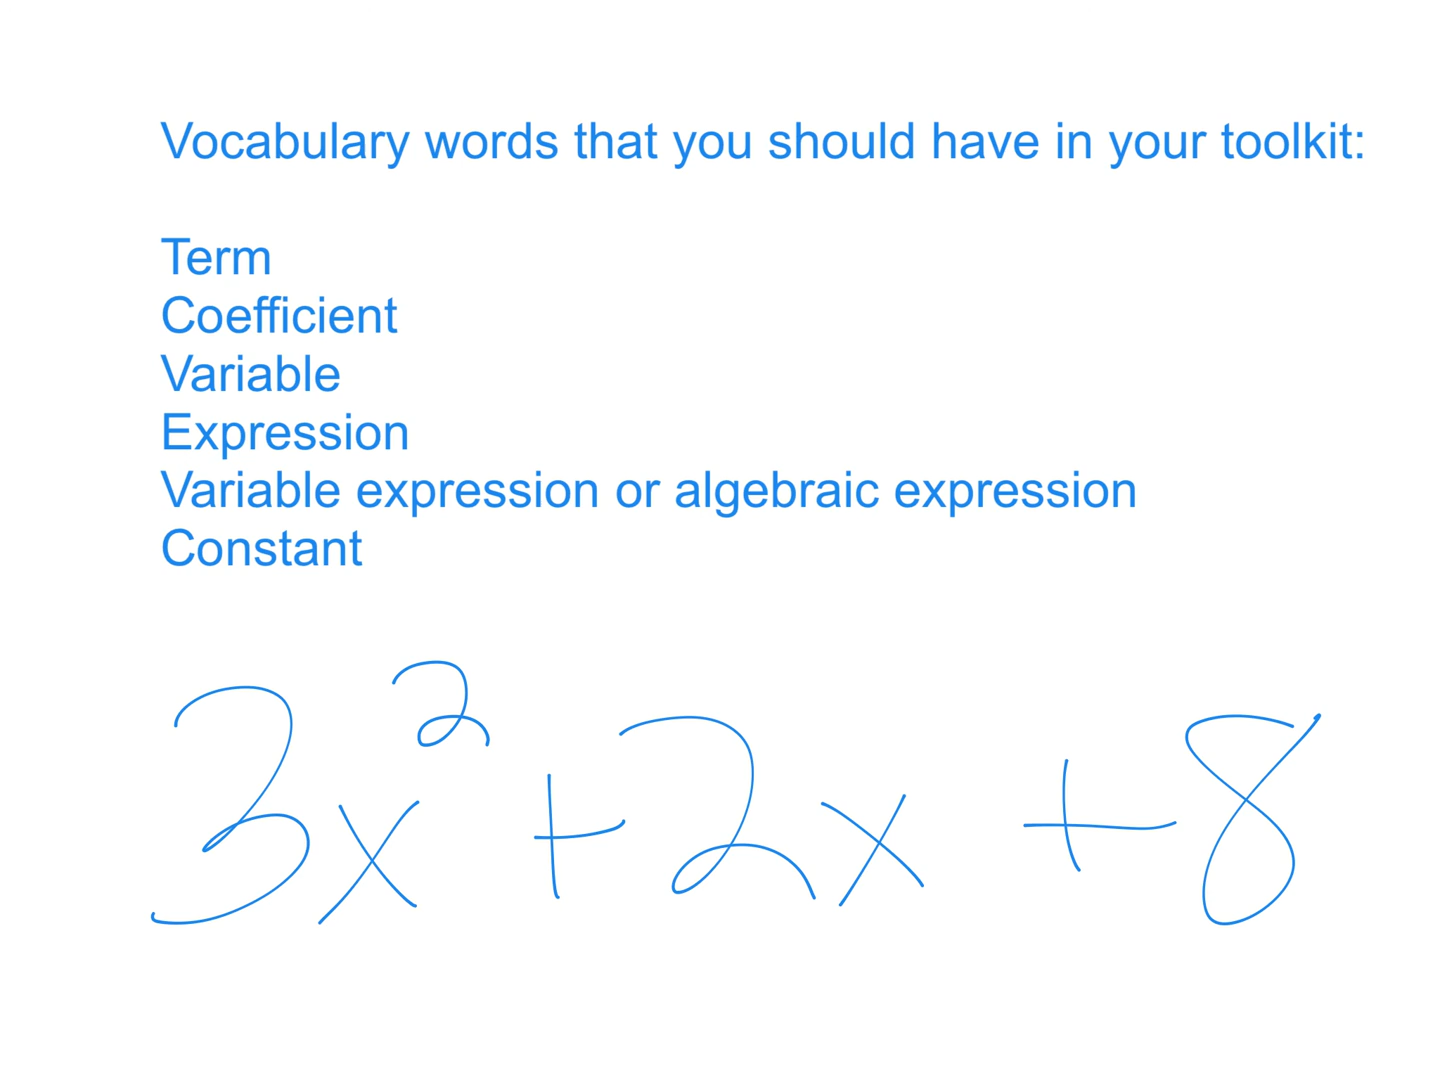 Vocabulary words that you should have in your toolkit:
Term
Coefficient
Variable
Expression
Variable expression or algebraic expression
Constant
3x² + 2x + 8